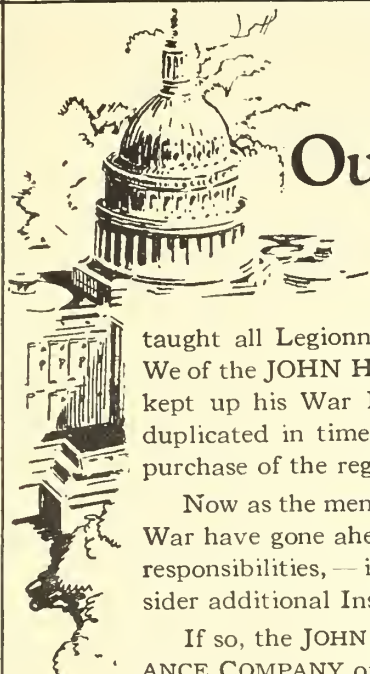 Ou
taught all Legionn
We of the JOHN H
kept up his War
duplicated in time
purchase of the reg
Now as the men
War have gone ahe
responsibilities, — i
sider additional Ins
If so, the JOHN
ANCE COMPANY o